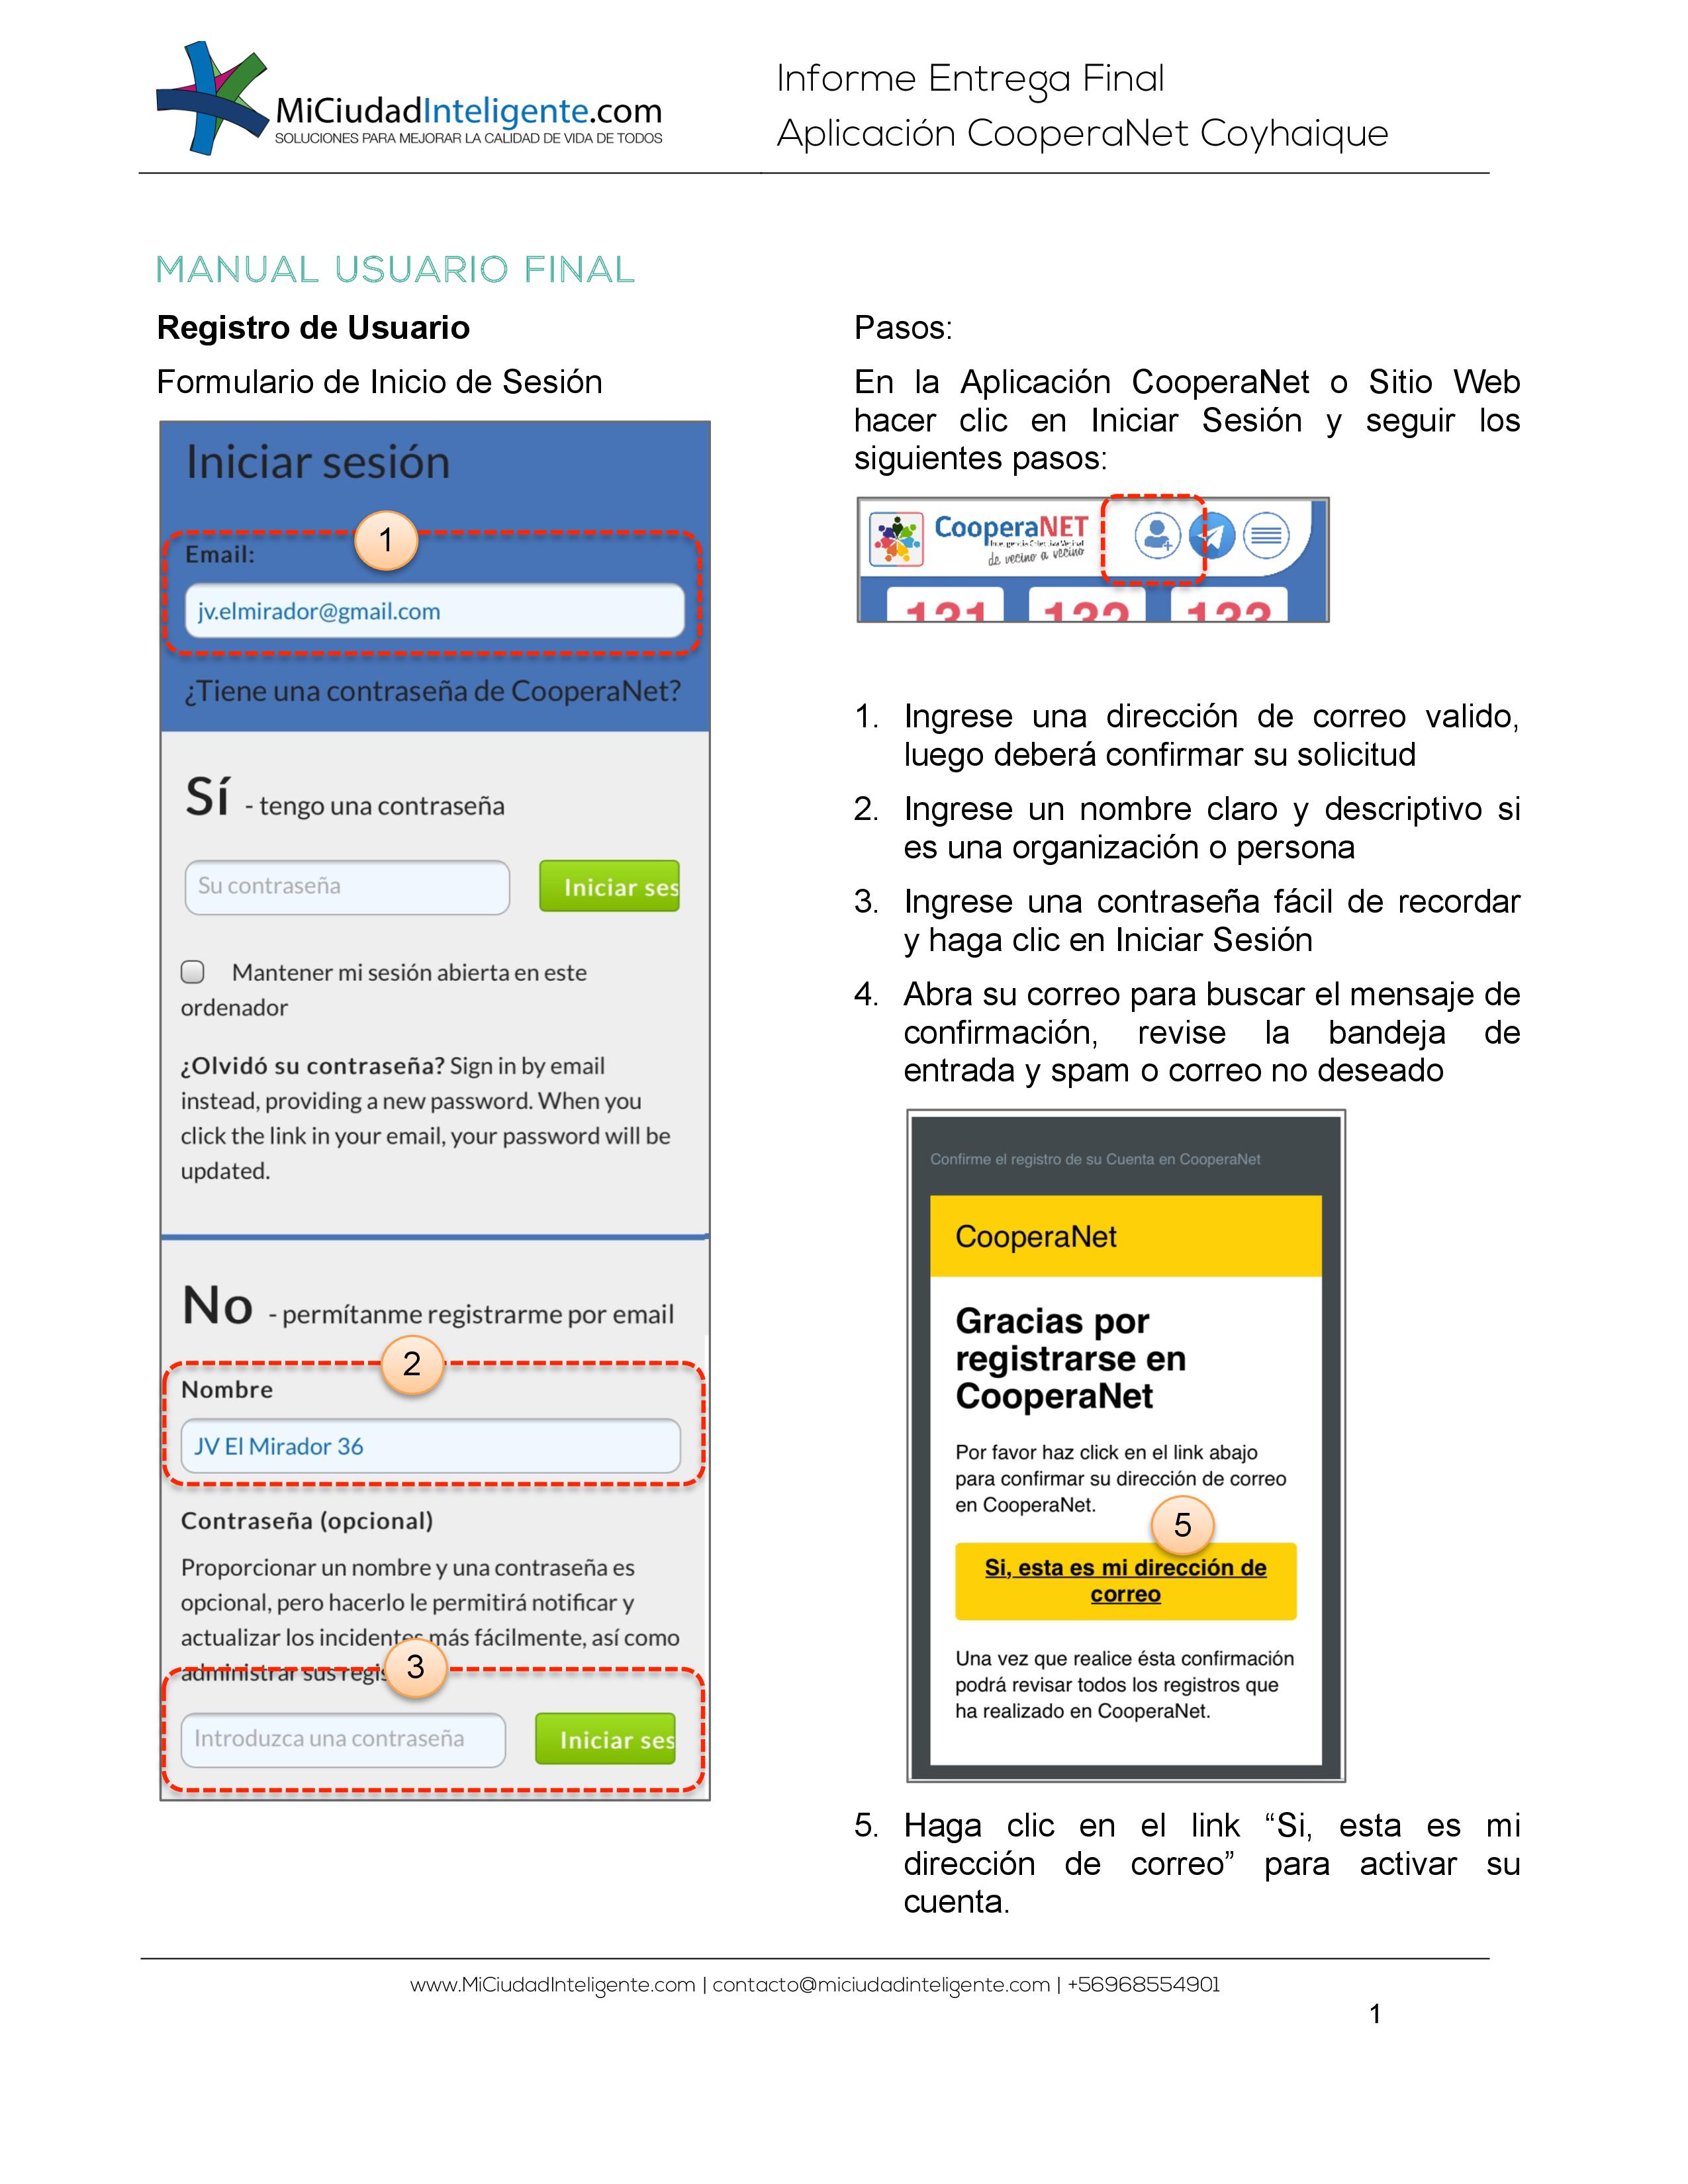 MiCiudadInteligente.com
SOLUCIONES PARA MEJORAR LA CALIDAD DE VIDA DE TODOS
Informe Entrega Final
Aplicación CooperaNet Coyhaique
MANUAL USUARIO FINAL
Registro de Usuario
Formulario de Inicio de Sesión
Iniciar sesión
1
Email:
jv.elmirador@gmail.com
¿Tiene una contraseña de CooperaNet?
Sí - tengo una contraseña
Su contraseña
Iniciar ses
Mantener mi sesión abierta en este
ordenador
¿Olvidó su contraseña? Sign in by email
instead, providing a new password. When you
click the link in your email, your password will be
updated.
No - permítanme registrarme por email
2
Nombre
JV El Mirador 36
Contraseña (opcional)
Proporcionar un nombre y una contraseña es
opcional, pero hacerlo le permitirá notificar y
actualizar los incidentes más fácilmente, así como
administrar sus regis
3
Introduzca una contraseña
Iniciar ses
Pasos:
En la Aplicación CooperaNet o Sitio Web
hacer clic en Iniciar Sesión y seguir los
siguientes pasos:
CooperaNET
de vecino a vecino
131 132 133
1. Ingrese una dirección de correo valido,
luego deberá confirmar su solicitud
2. Ingrese un nombre claro y descriptivo si
es una organización o persona
3. Ingrese una contraseña fácil de recordar
y haga clic en Iniciar Sesión
4. Abra su correo para buscar el mensaje de
confirmación, revise la bandeja de
entrada y spam o correo no deseado
Confirme el registro de su Cuenta en CooperaNet
CooperaNet
Gracias por
registrarse en
CooperaNet
Por favor haz click en el link abajo
para confirmar su dirección de correo
en CooperaNet.
5
Si, esta es mi dirección de
correo
Una vez que realice ésta confirmación
podrá revisar todos los registros que
ha realizado en CooperaNet.
5. Haga clic en el link “Si, esta es mi
dirección de correo” para activar su
cuenta.
www.MiCiudadInteligente.com | contacto@miciudadinteligente.com | +56968554901
1